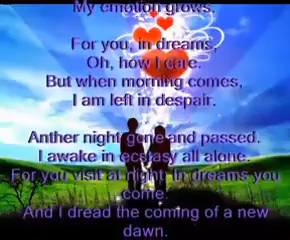 My emotion grows,
For you, in dreams,
Oh, how I care.
But when morning comes,
I am left in despair.
Anther night gone and passed.
I awake in ecstasy all alone.
For you visit at night. In dreams you
come.
And I dread the coming of a new
dawn.